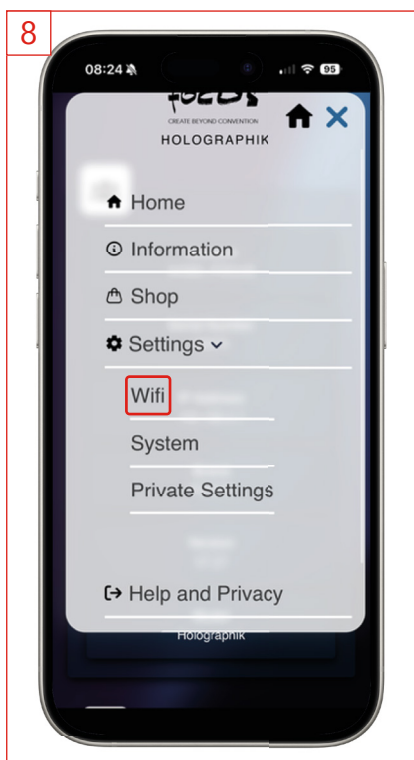 8
08:24
95
FOCUS
CREATE BEYOND CONVENTION
HOLOGRAPHIK
Home
Information
Shop
Settings
Wifi
System
Private Settings
Help and Privacy
Holographik